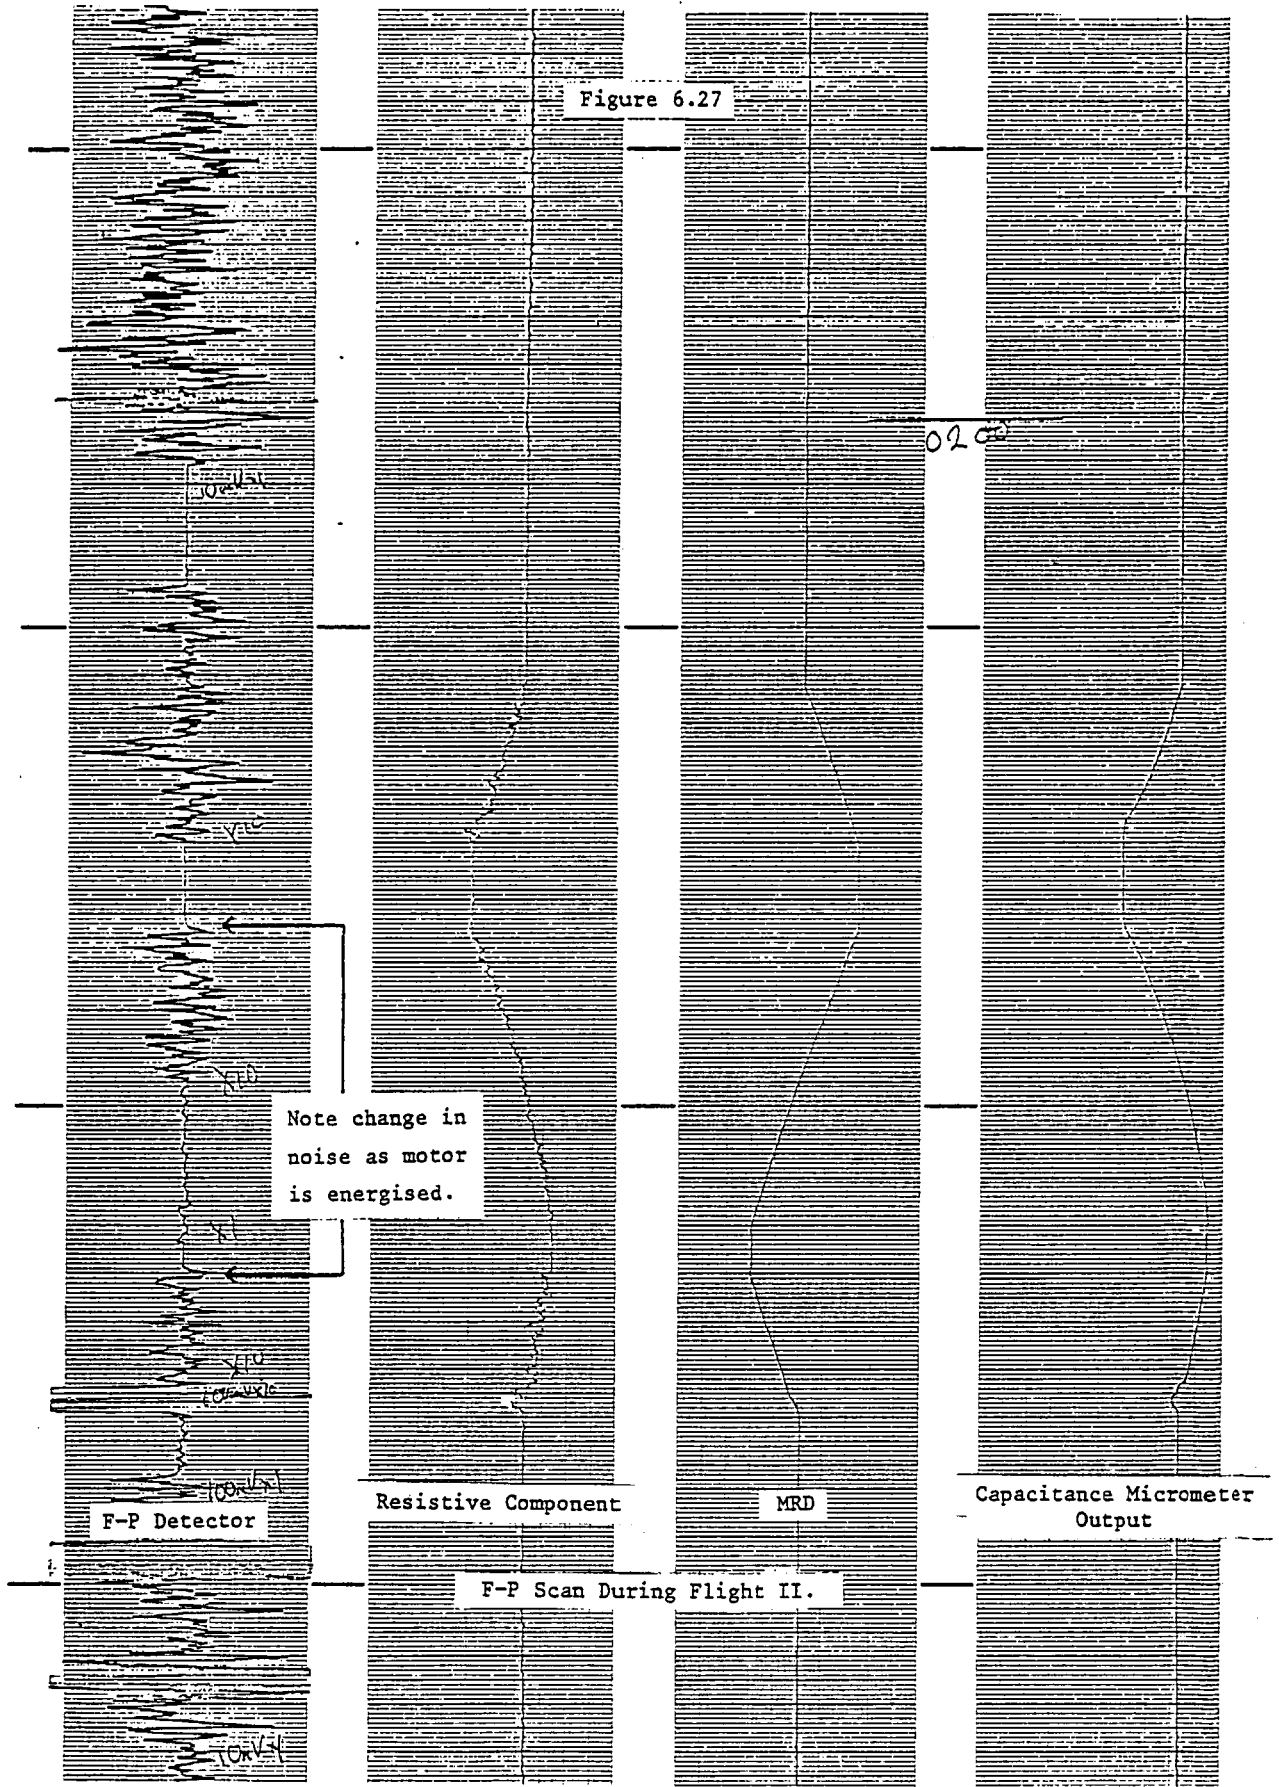 Figure 6.27
0200
X10
X10
Note change in
noise as motor
is energised.
X1
X10
Resistive Component
MRD
Capacitance Micrometer
Output
F-P Detector
F-P Scan During Flight II.